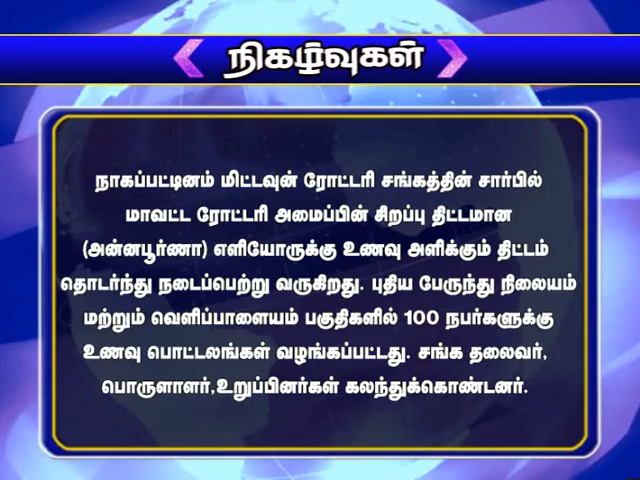 நிகழ்வுகள்
நாகப்பட்டினம் மிட்டவுன் ரோட்டரி சங்கத்தின் சார்பில்
மாவட்ட ரோட்டரி அமைப்பின் சிறப்பு திட்டமான
(அன்னபூர்ணா) எளியோருக்கு உணவு அளிக்கும் திட்டம்
தொடர்ந்து நடைப்பெற்று வருகிறது. புதிய பேருந்து நிலையம்
மற்றும் வெளிப்பாளையம் பகுதிகளில் 100 நபர்களுக்கு
உணவு பொட்டலங்கள் வழங்கப்பட்டது. சங்க தலைவர்,
பொருளாளர்,உறுப்பினர்கள் கலந்துக்கொண்டனர்.